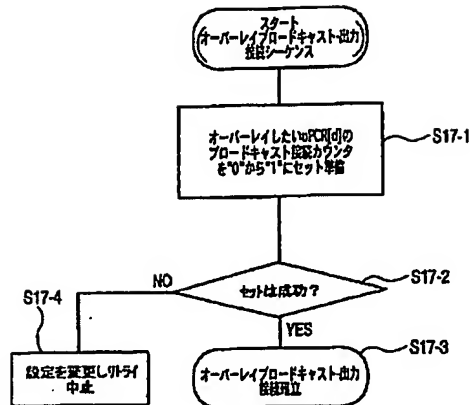 スタート
オーバーレイブロードキャスト-出力
接続シーケンス
オーバーレイしたいoPCR[d]の
ブロードキャスト接続カウンタ
を"0"から"1"にセット準備
S17-1
セットは成功?
S17-2
NO
YES
S17-4
設定を変更しリトライ
中止
オーバーレイブロードキャスト-出力
接続確立
S17-3